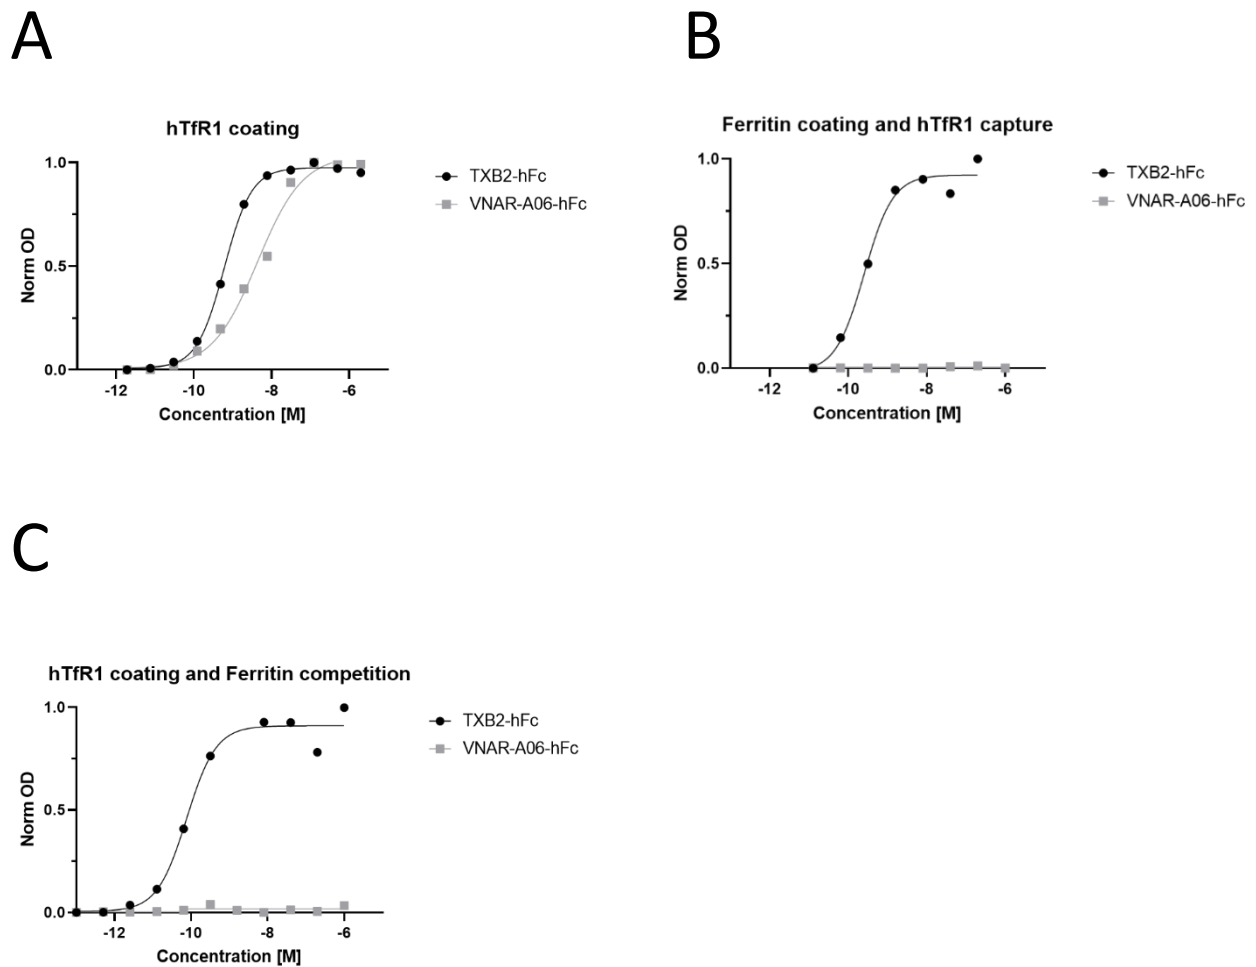 A
hTfR1 coating
1.0
0.5
0.0
Norm OD
-12 -10 -8 -6
Concentration [M]
TXB2-hFc
VNAR-A06-hFc
B
Ferritin coating and hTfR1 capture
1.0
0.5
0.0
Norm OD
-12 -10 -8 -6
Concentration [M]
TXB2-hFc
VNAR-A06-hFc
C
hTfR1 coating and Ferritin competition
1.0
0.5
0.0
Norm OD
-12 -10 -8 -6
Concentration [M]
TXB2-hFc
VNAR-A06-hFc